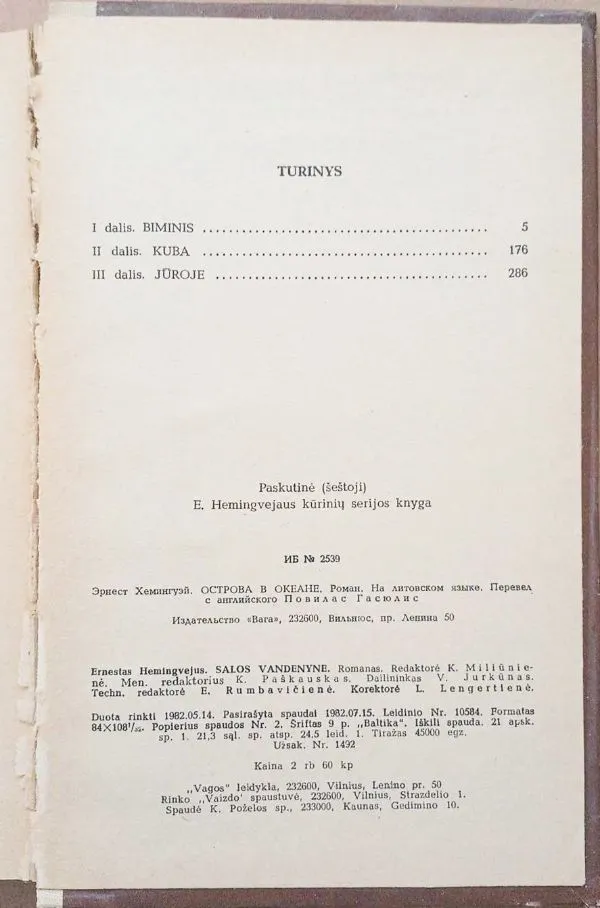 TURINYS
I dalis. BIMINIS ........................................ 5
II dalis. KUBA ........................................ 176
III dalis. JŪROJE ........................................ 286
Paskutinė (šeštoji)
E. Hemingvejaus kūrinių serijos knyga
ИБ № 2539
Эрнест Хемингуэй. ОСТРОВА В ОКЕАНЕ. Роман. На литовском языке. Перевел
с английского Повилас Гасюлис
Издательство «Вага», 232600, Вильнюс, пр. Ленина 50
Ernestas Hemingvejus. SALOS VANDENYNE. Romanas. Redaktorė K. Miliūnie-
nė. Men. redaktorius K. Paškauskas. Dailininkas V. Jurkūnas.
Techn. redaktorė E. Rumbavičienė. Korektorė L. Lengertienė.
Duota rinkti 1982.05.14. Pasirašyta spaudai 1982.07.15. Leidinio Nr. 10584. Formatas
84×108¹/₃₂. Popierius spaudos Nr. 2. Šriftas 9 p. „Baltika". Iškili spauda. 21 apsk.
sp. l. 21,3 sąl. sp. atsp. 24,5 leid. l. Tiražas 45000 egz.
Užsak. Nr. 1492
Kaina 2 rb 60 kp
„Vagos" leidykla, 232600, Vilnius, Lenino pr. 50
Rinko „Vaizdo' spaustuvė, 232600, Vilnius, Strazdelio 1.
Spaudė K. Poželos sp., 233000, Kaunas, Gedimino 10.